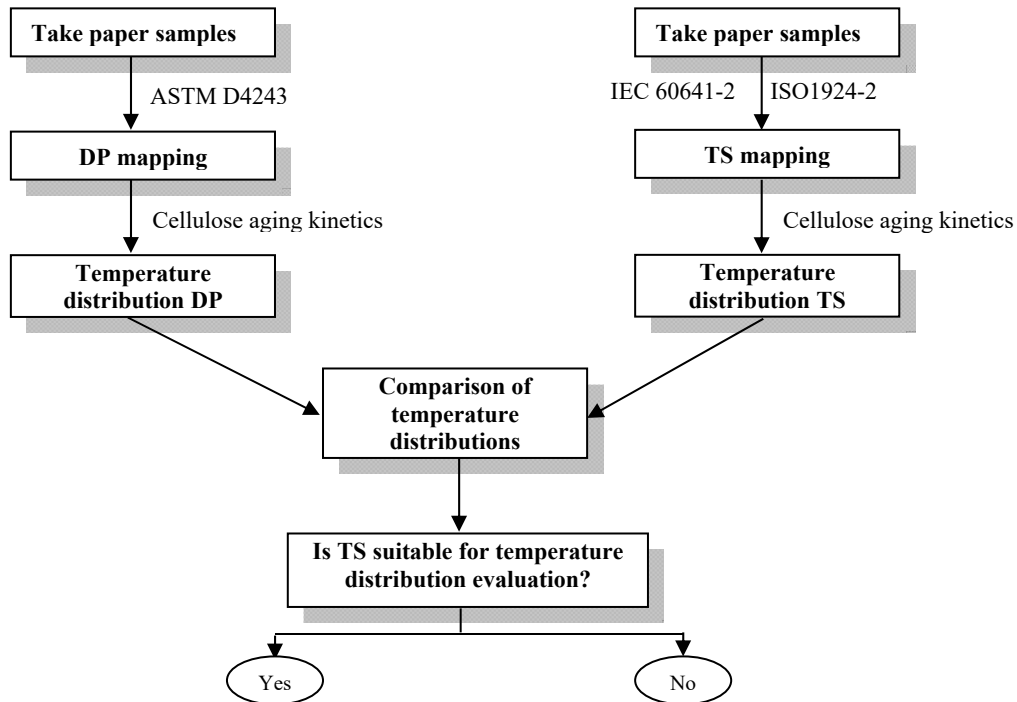 Take paper samples
Take paper samples
ASTM D4243
IEC 60641-2
ISO1924-2
DP mapping
TS mapping
Cellulose aging kinetics
Cellulose aging kinetics
Temperature
distribution DP
Temperature
distribution TS
Comparison of
temperature
distributions
Is TS suitable for temperature
distribution evaluation?
Yes
No